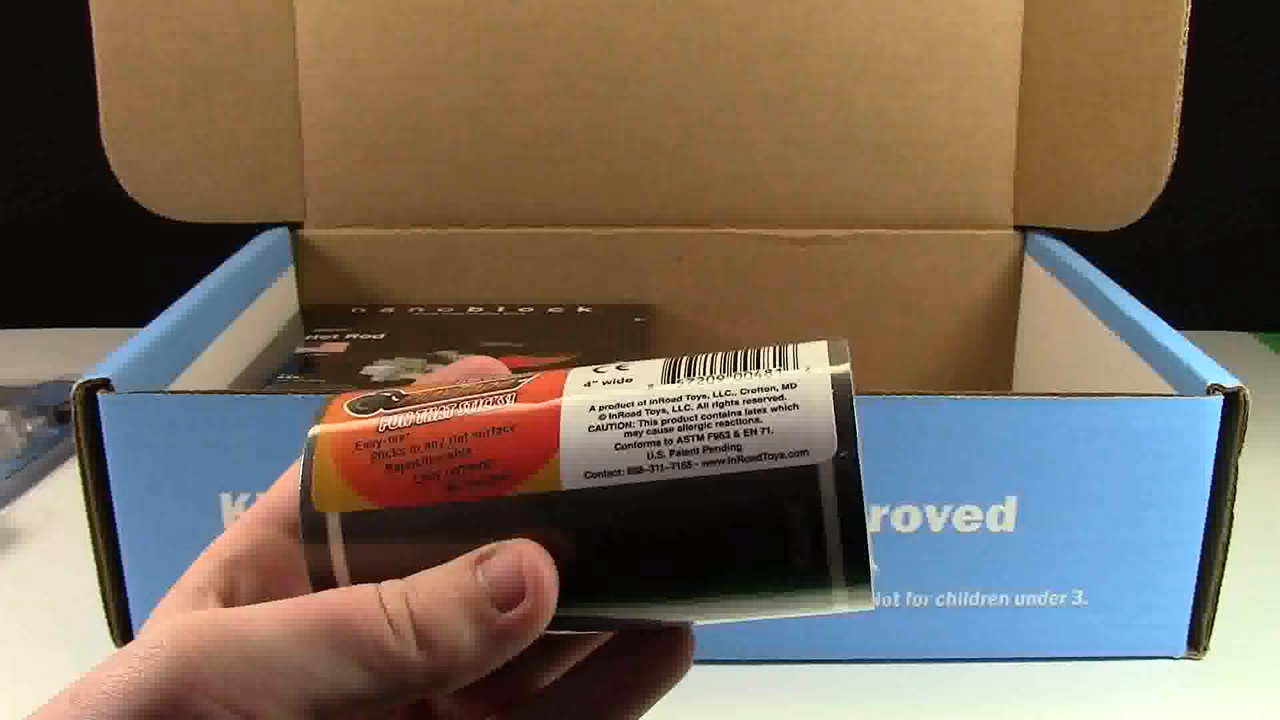 nanoblock
Hot Rod
FUN THAT STICKS!
Easy-tear
Sticks to any flat surface
Repositionable
4" wide
A product of InRoad Toys, LLC., Crofton, MD
© InRoad Toys, LLC. All rights reserved.
CAUTION: This product contains latex which
may cause allergic reactions.
Conforms to ASTM F963 & EN 71.
U.S. Patent Pending
Contact: 855-311-7165 - www.InRoadToys.com
K
roved
Not for children under 3.